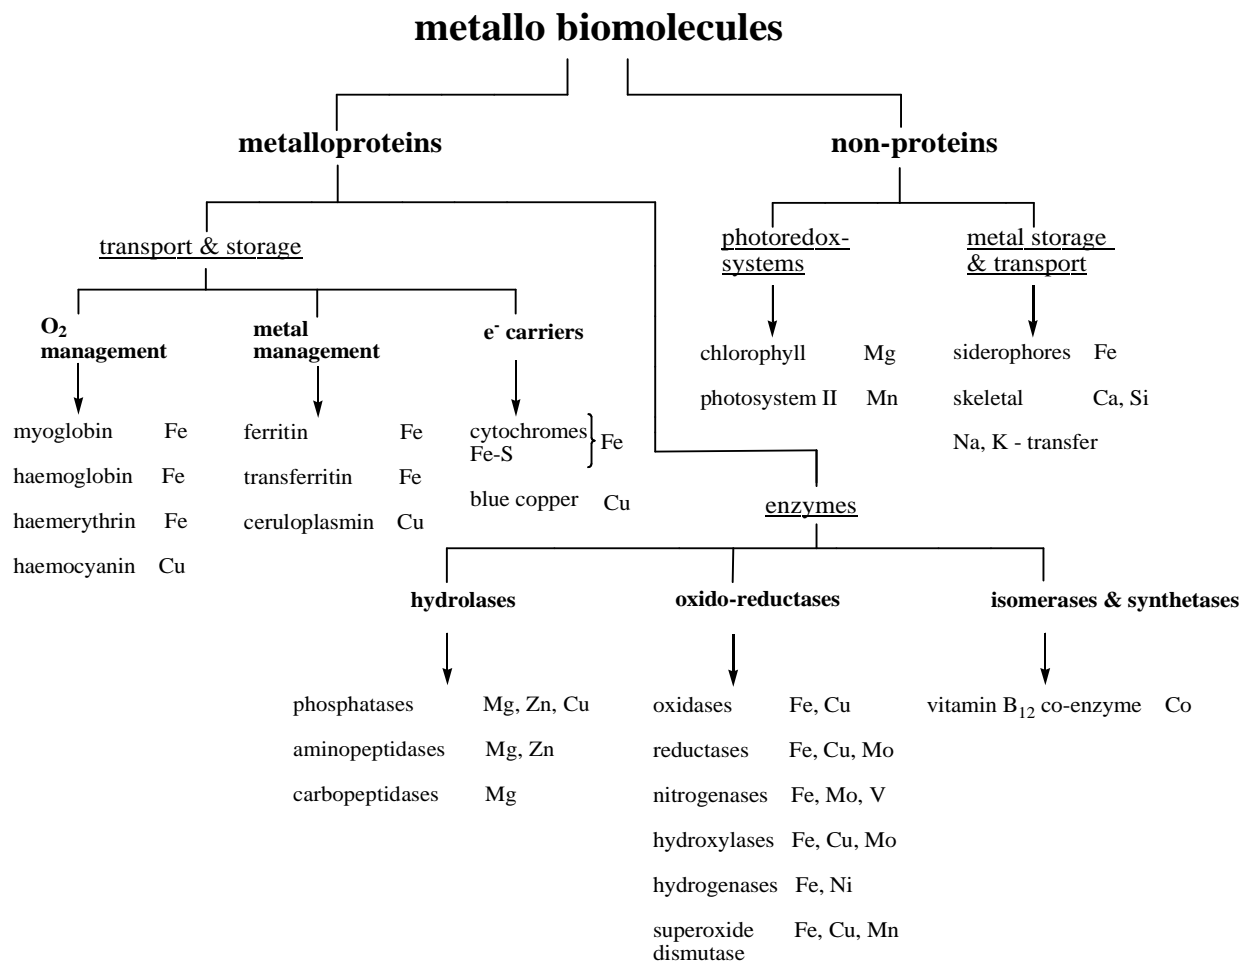 metallo biomolecules
metalloproteins
non-proteins
transport & storage
photoredox-
systems
metal storage
& transport
O₂
management
metal
management
e⁻ carriers
chlorophyll Mg
photosystem II Mn
siderophores Fe
skeletal Ca, Si
Na, K - transfer
myoglobin Fe
haemoglobin Fe
haemerythrin Fe
haemocyanin Cu
ferritin Fe
transferritin Fe
ceruloplasmin Cu
cytochromes
Fe-S
Fe
blue copper Cu
enzymes
hydrolases
oxido-reductases
isomerases & synthetases
phosphatases Mg, Zn, Cu
aminopeptidases Mg, Zn
carbopeptidases Mg
oxidases Fe, Cu
reductases Fe, Cu, Mo
nitrogenases Fe, Mo, V
hydroxylases Fe, Cu, Mo
hydrogenases Fe, Ni
superoxide Fe, Cu, Mn
dismutase
vitamin B₁₂ co-enzyme Co